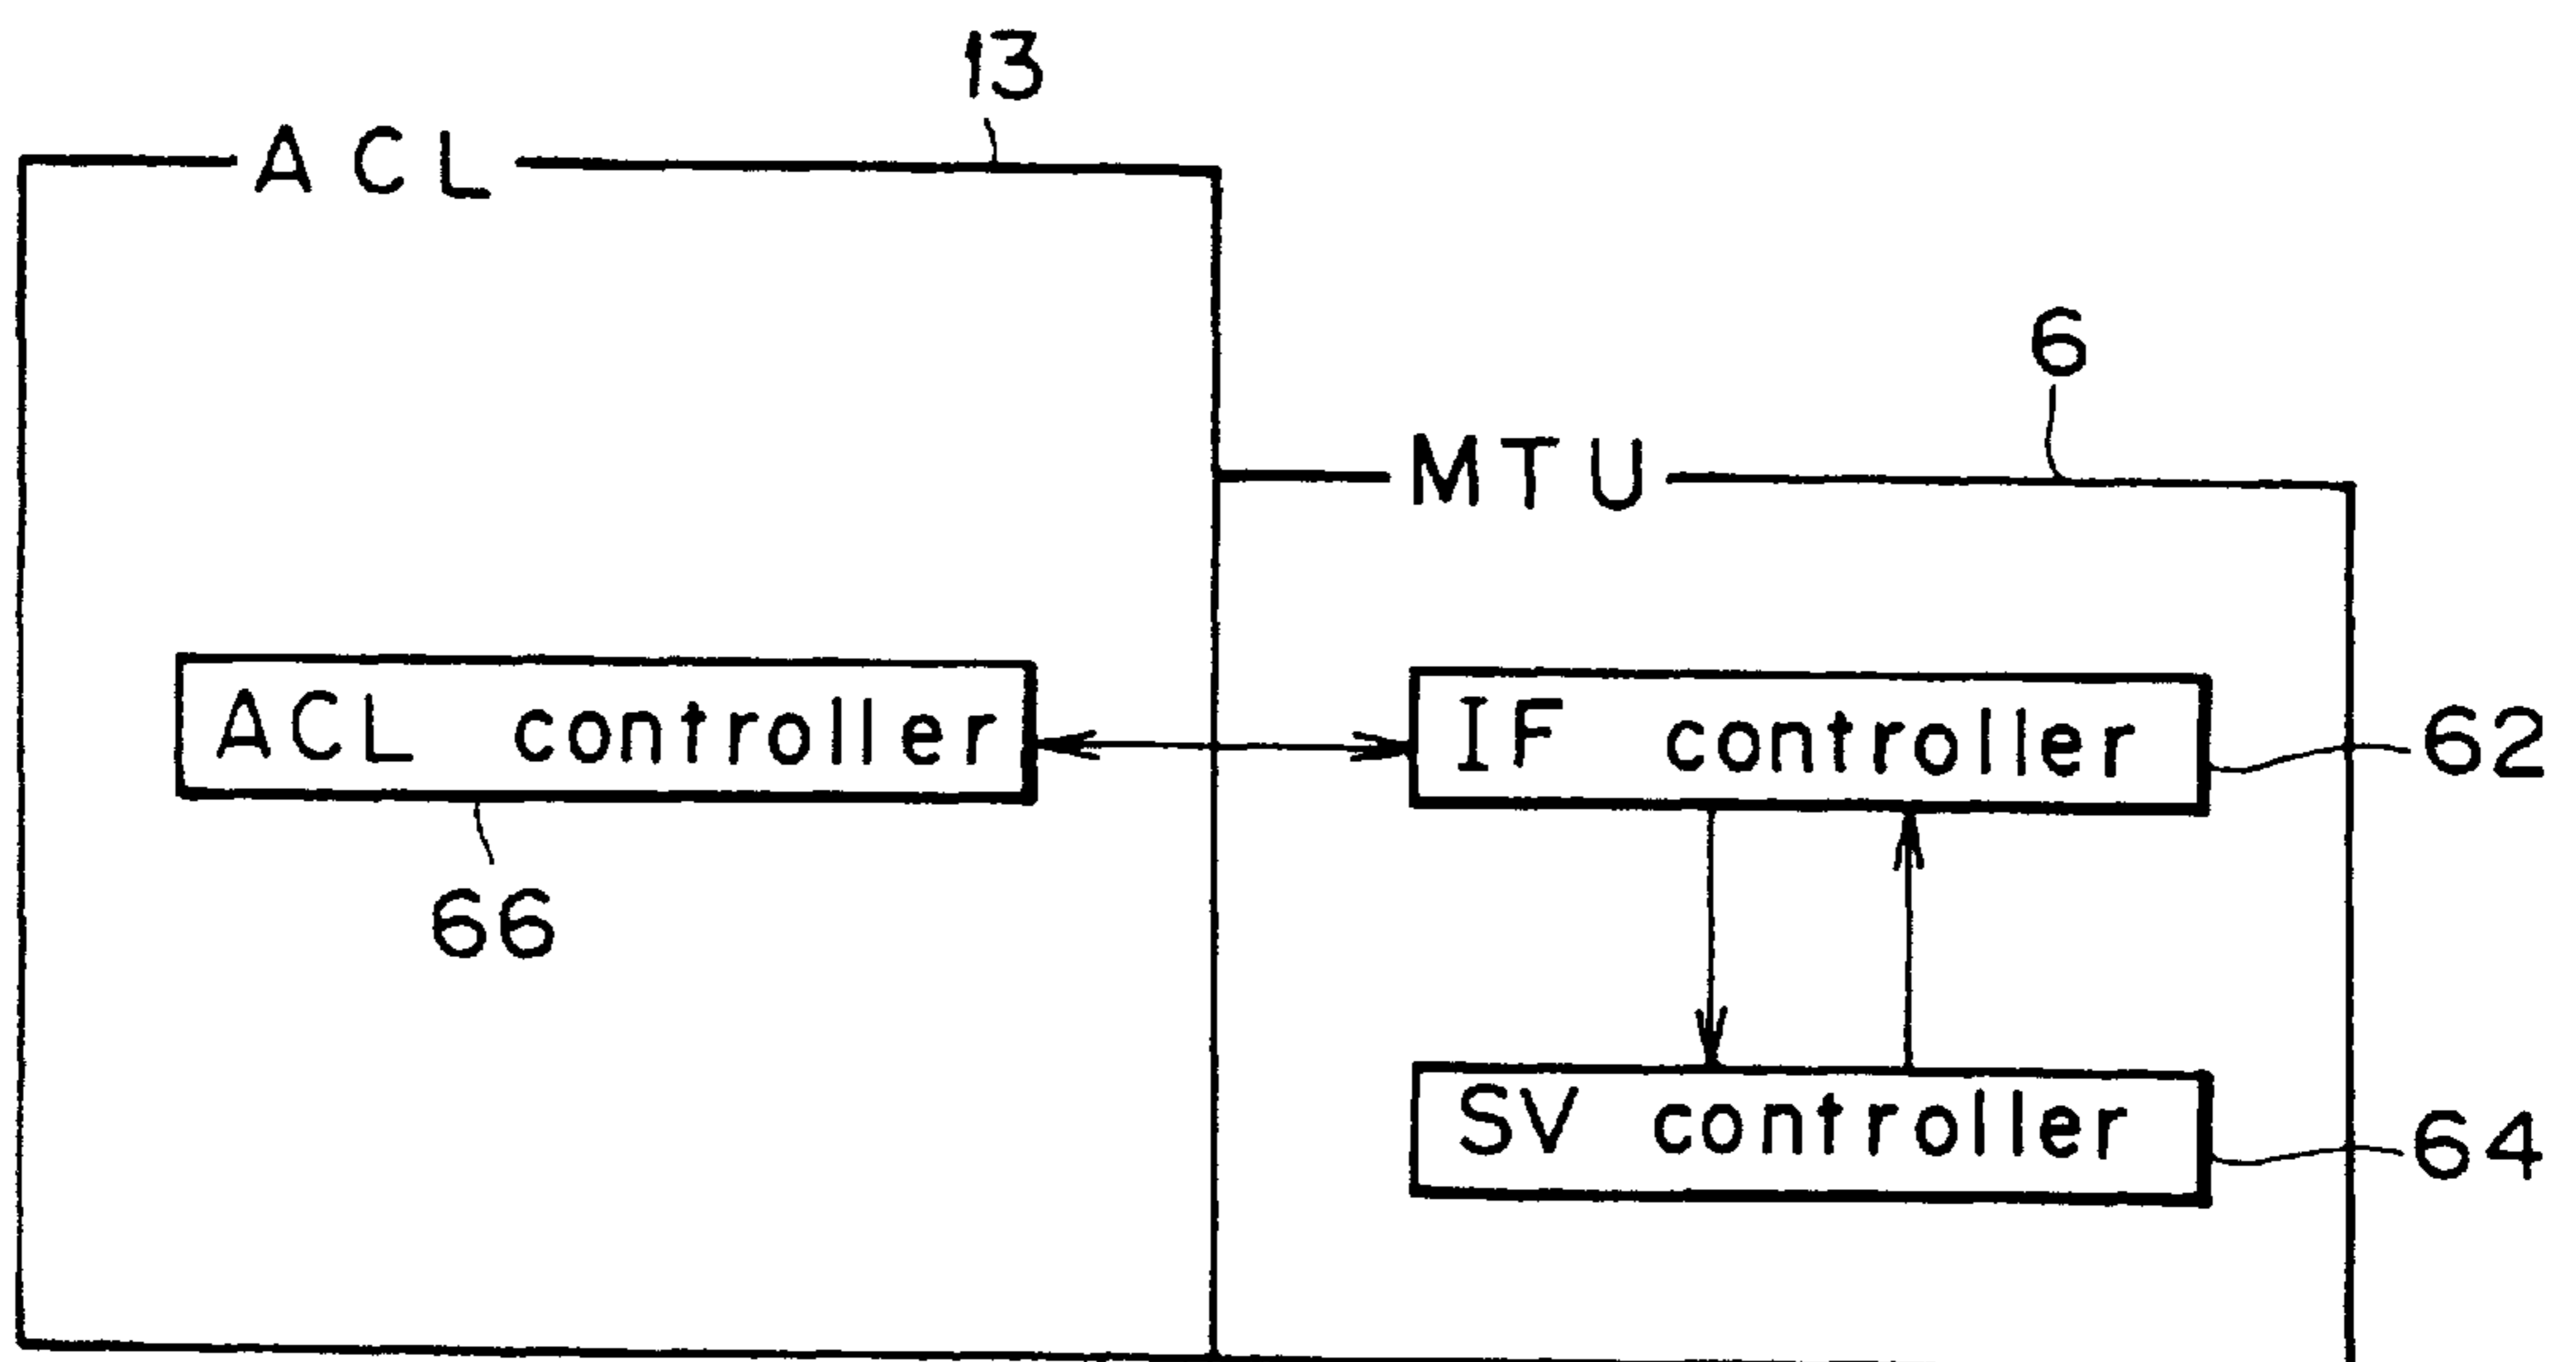 13
ACL
6
MTU
ACL controller
IF controller
62
66
SV controller
64